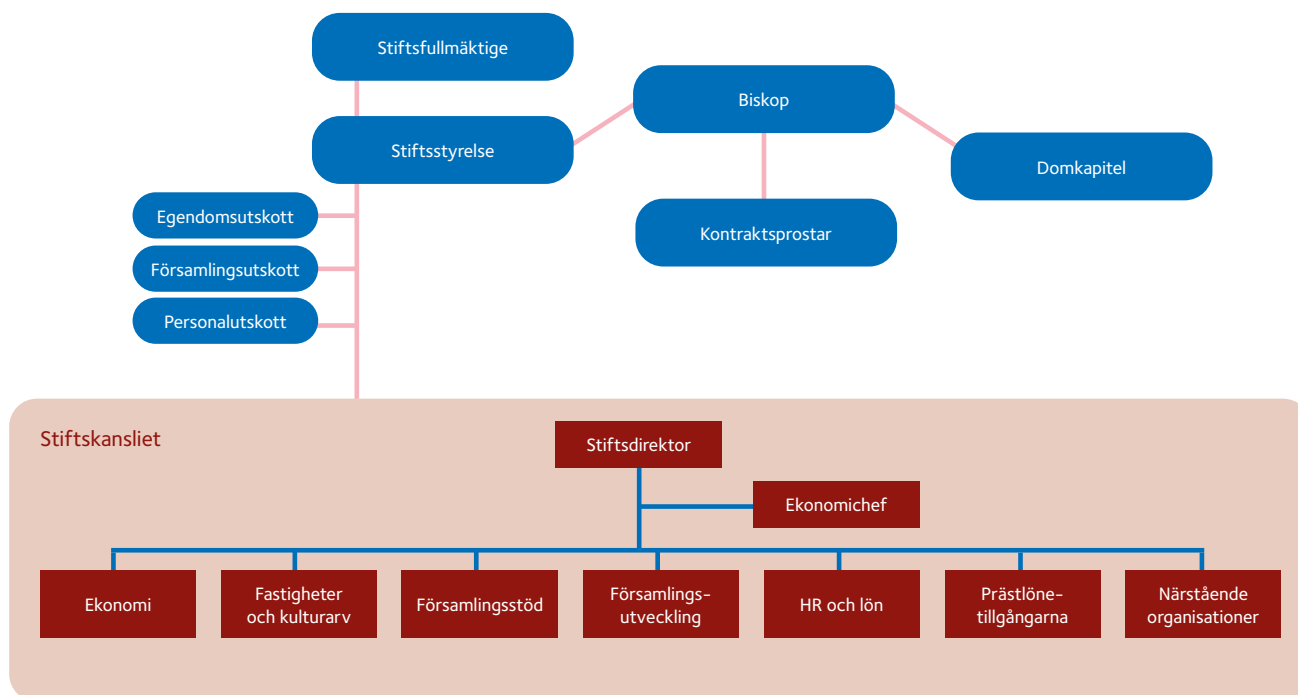 Stiftsfullmäktige
Biskop
Stiftsstyrelse
Domkapitel
Egendomsutskott
Kontraktsprostar
Församlingsutskott
Personalutskott
Stiftskansliet
Stiftsdirektor
Ekonomichef
Ekonomi
Fastigheter
och kulturarv
Församlingsstöd
Församlings-
utveckling
HR och lön
Prästlöne-
tillgångarna
Närstående
organisationer